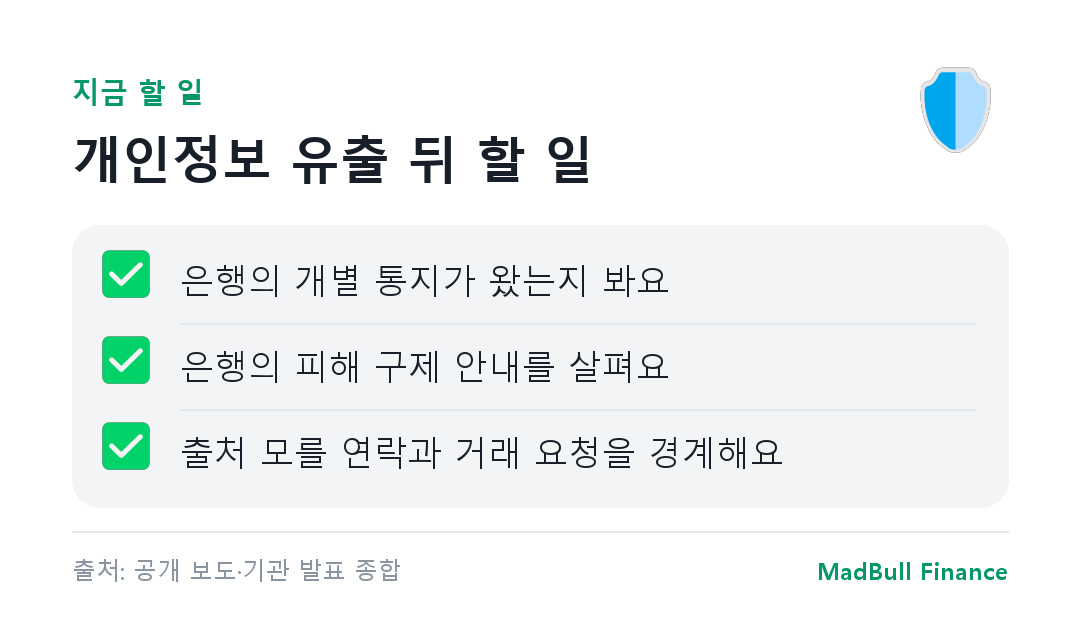 지금 할 일
개인정보 유출 뒤 할 일
은행의 개별 통지가 왔는지 봐요
은행의 피해 구제 안내를 살펴요
출처 모를 연락과 거래 요청을 경계해요
출처: 공개 보도·기관 발표 종합
MadBull Finance